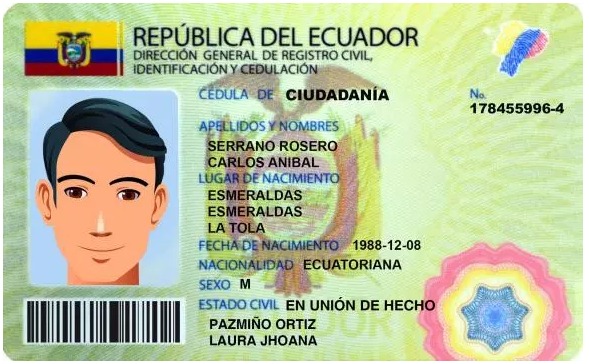 REPÚBLICA DEL ECUADOR
DIRECCIÓN GENERAL DE REGISTRO CIVIL,
IDENTIFICACIÓN Y CEDULACIÓN
CÉDULA DE CIUDADANÍA
No.
178455996-4
APELLIDOS Y NOMBRES
SERRANO ROSERO
CARLOS ANIBAL
LUGAR DE NACIMIENTO
ESMERALDAS
ESMERALDAS
LA TOLA
FECHA DE NACIMIENTO 1988-12-08
NACIONALIDAD ECUATORIANA
SEXO M
ESTADO CIVIL EN UNIÓN DE HECHO
PAZMIÑO ORTIZ
LAURA JHOANA